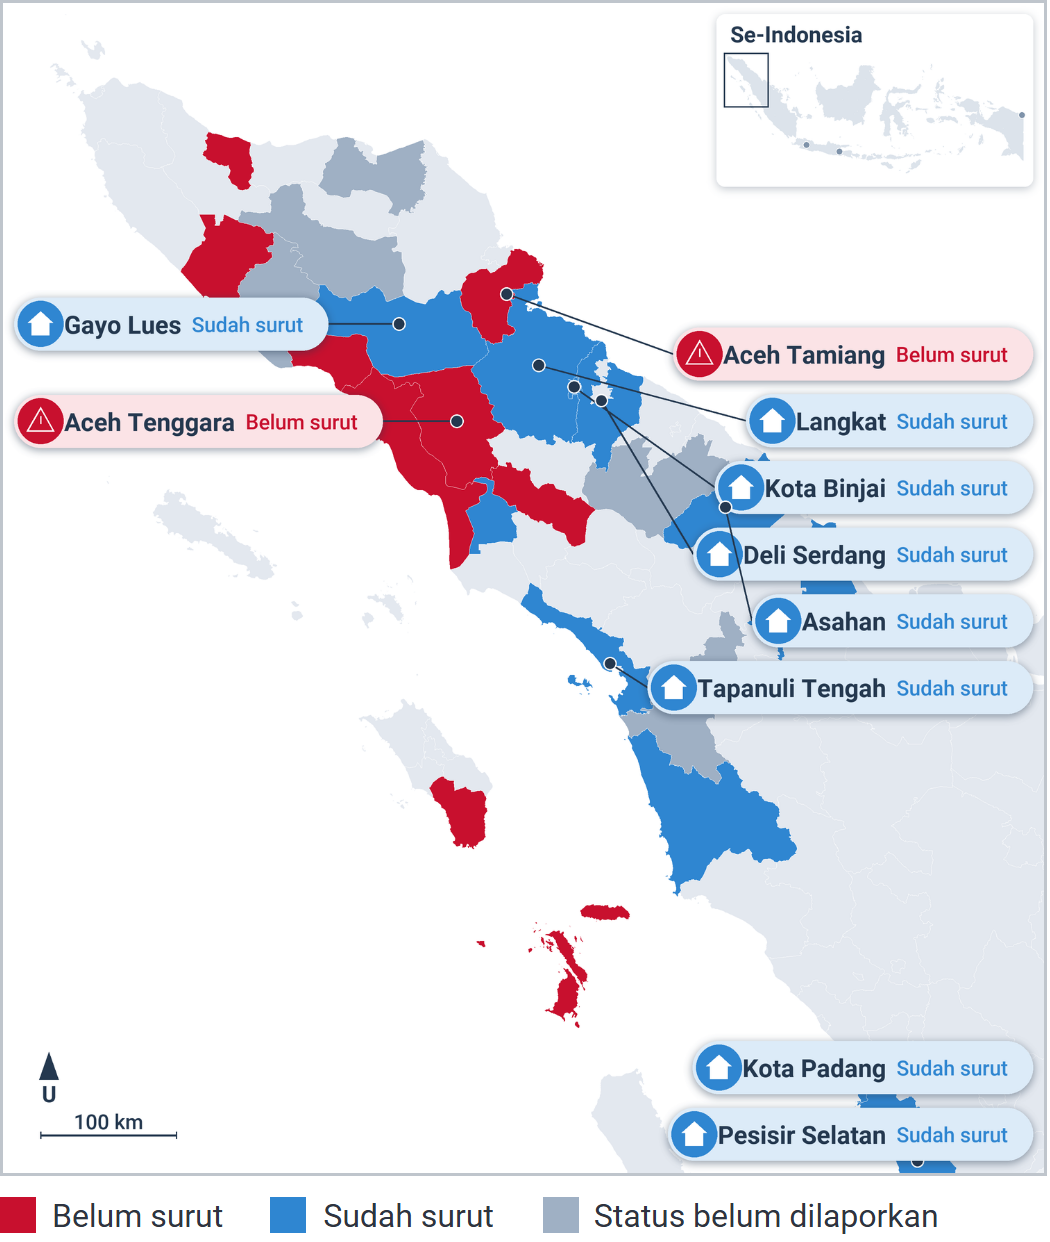 Se-Indonesia
Gayo Lues Sudah surut
Aceh Tamiang Belum surut
Aceh Tenggara Belum surut
Langkat Sudah surut
Kota Binjai Sudah surut
Deli Serdang Sudah surut
Asahan Sudah surut
Tapanuli Tengah Sudah surut
Kota Padang Sudah surut
U
100 km
Pesisir Selatan Sudah surut
Belum surut
Sudah surut
Status belum dilaporkan